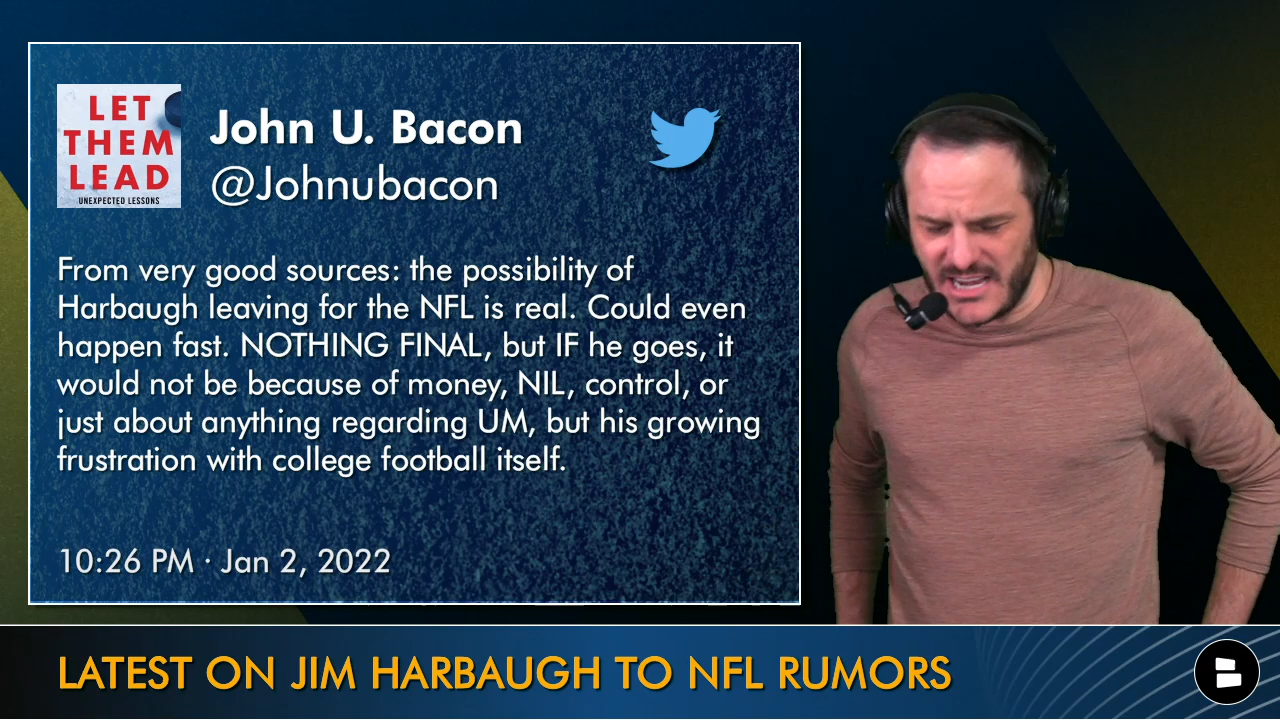 LET
THEM
LEAD
UNEXPECTED LESSONS
John U. Bacon
@Johnubacon
From very good sources: the possibility of
Harbaugh leaving for the NFL is real. Could even
happen fast. NOTHING FINAL, but IF he goes, it
would not be because of money, NIL, control, or
just about anything regarding UM, but his growing
frustration with college football itself.
10:26 PM · Jan 2, 2022
LATEST ON JIM HARBAUGH TO NFL RUMORS